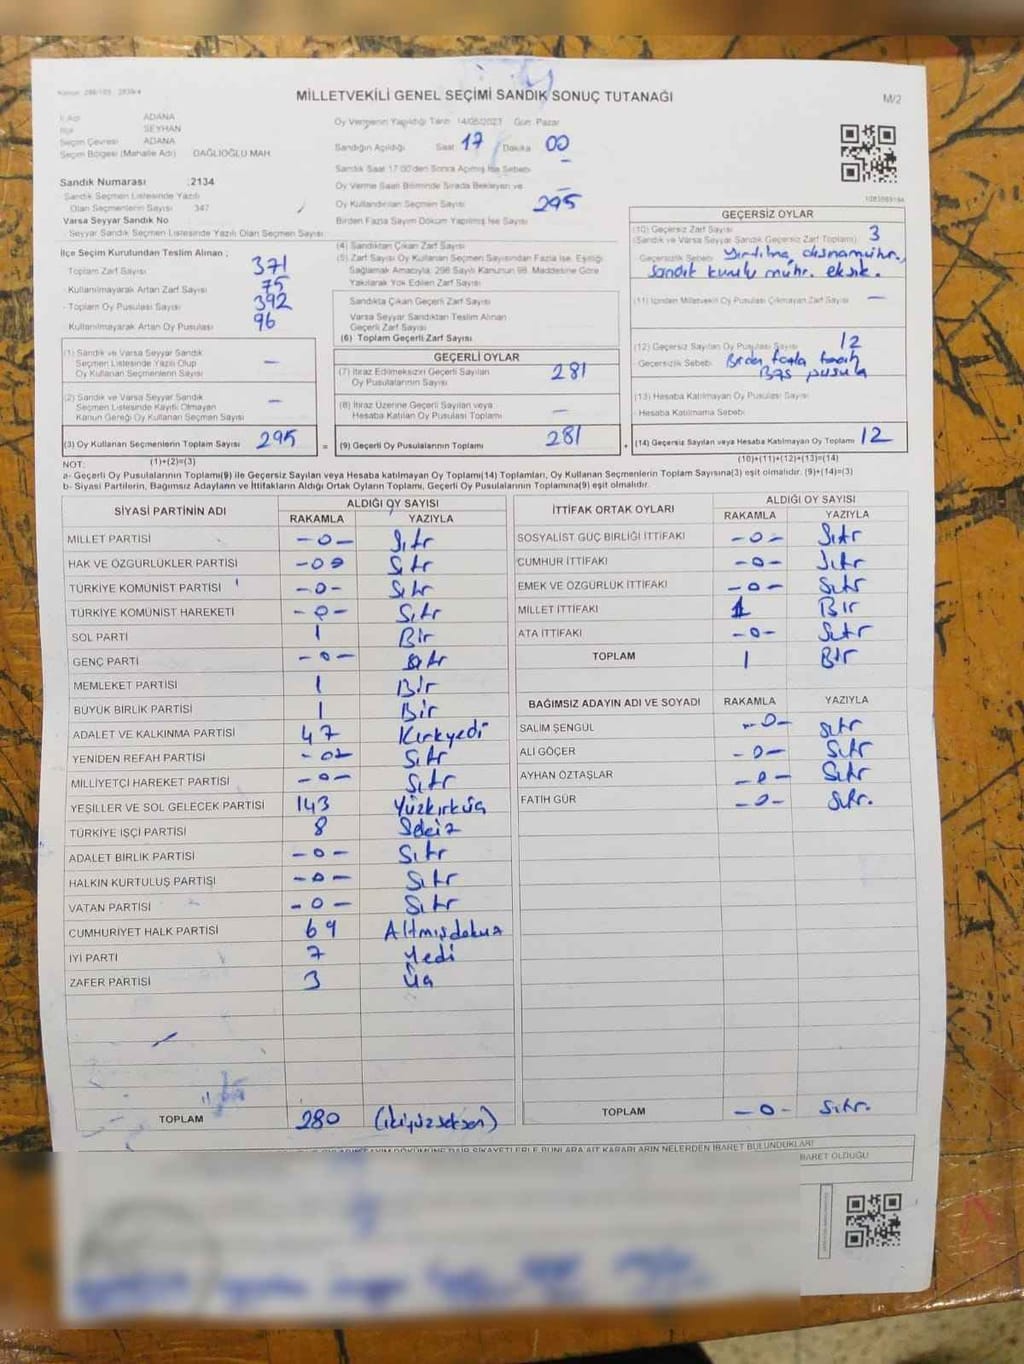 MİLLETVEKİLİ GENEL SEÇİMİ SANDIK SONUÇ TUTANAĞI
M/2
İl Adı ADANA
İlçe SEYHAN
Seçim Çevresi ADANA
Seçim Bölgesi (Mahalle Adı) DAĞLIOĞLU MAH.
Sandık Numarası :2134
Sandık Seçmen Listesinde Yazılı
Olan Seçmenlerin Sayısı 347
Varsa Seyyar Sandık No
Seyyar Sandık Seçmen Listesinde Yazılı Olan Seçmen Sayısı:
Oy Vermenin Yapıldığı Tarih 14/05/2023 Gün: Pazar
Sandığın Açıldığı Saat 17 Dakika 00
Sandık Saat 17:00'den Sonra Açılmış İse Sebebi
Oy Verme Saati Bitiminde Sırada Bekleyen ve
Oy Kullandırılan Seçmen Sayısı 295
Birden Fazla Sayım Döküm Yapılmış İse Sayısı
İlçe Seçim Kurulundan Teslim Alınan ;
Toplam Zarf Sayısı 371
Kullanılmayarak Artan Zarf Sayısı 75
Toplam Oy Pusulası Sayısı 392
Kullanılmayarak Artan Oy Pusulası 96
(1) Sandık ve Varsa Seyyar Sandık
Seçmen Listesinde Yazılı Olup
Oy Kullanan Seçmenlerin Sayısı —
(2) Sandık ve Varsa Seyyar Sandık
Seçmen Listesinde Kayıtlı Olmayan
Kanun Gereği Oy Kullanan Seçmen Sayısı —
(3) Oy Kullanan Seçmenlerin Toplam Sayısı 295
(1)+(2)=(3)
(4) Sandıktan Çıkan Zarf Sayısı
(5) Zarf Sayısı Oy Kullanan Seçmen Sayısından Fazla İse, Eşitliği
Sağlamak Amacıyla, 298 Sayılı Kanunun 98. Maddesine Göre
Yakılarak Yok Edilen Zarf Sayısı
Sandıkta Çıkan Geçerli Zarf Sayısı
Varsa Seyyar Sandıktan Teslim Alınan
Geçerli Zarf Sayısı
(6) Toplam Geçerli Zarf Sayısı
GEÇERLİ OYLAR
(7) İtiraz Edilmeksizin Geçerli Sayılan
Oy Pusulalarının Sayısı 281
(8) İtiraz Üzerine Geçerli Sayılan veya
Hesaba Katılan Oy Pusulası Toplamı —
= (9) Geçerli Oy Pusulalarının Toplamı 281
GEÇERSİZ OYLAR
(10) Geçersiz Zarf Sayısı
(Sandık ve Varsa Seyyar Sandık Geçersiz Zarf Toplamı) 3
Geçersizlik Sebebi
sandık kurulu mühr. eksik.
(11) İçinden Milletvekili Oy Pusulası Çıkmayan Zarf Sayısı —
(12) Geçersiz Sayılan Oy Pusulası Sayısı 12
Geçersizlik Sebebi Birden fazla tercih
Boş pusula
(13) Hesaba Katılmayan Oy Pusulası Sayısı
Hesaba Katılmama Sebebi
+ (14) Geçersiz Sayılan veya Hesaba Katılmayan Oy Toplamı 12
(10)+(11)+(12)+(13)=(14)
NOT:
a- Geçerli Oy Pusulalarının Toplamı(9) ile Geçersiz Sayılan veya Hesaba katılmayan Oy Toplamı(14) Toplamları, Oy Kullanan Seçmenlerin Toplam Sayısına(3) eşit olmalıdır. (9)+(14)=(3)
b- Siyasi Partilerin, Bağımsız Adayların ve İttifakların Aldığı Ortak Oyların Toplamı, Geçerli Oy Pusulalarının Toplamına(9) eşit olmalıdır.
SİYASİ PARTİNİN ADI ALDIĞI OY SAYISI
RAKAMLA YAZIYLA
MİLLET PARTİSİ -0- Sıfır
HAK VE ÖZGÜRLÜKLER PARTİSİ -0- Sıfır
TÜRKİYE KOMÜNİST PARTİSİ -0- Sıfır
TÜRKİYE KOMÜNİST HAREKETİ -0- Sıfır
SOL PARTİ 1 Bir
GENÇ PARTİ -0- Sıfır
MEMLEKET PARTİSİ 1 Bir
BÜYÜK BİRLİK PARTİSİ 1 Bir
ADALET VE KALKINMA PARTİSİ 47 Kırkyedi
YENİDEN REFAH PARTİSİ -0- Sıfır
MİLLİYETÇİ HAREKET PARTİSİ -0- Sıfır
YEŞİLLER VE SOL GELECEK PARTİSİ 143 Yüzkırküç
TÜRKİYE İŞÇİ PARTİSİ 8 Sekiz
ADALET BİRLİK PARTİSİ -0- Sıfır
HALKIN KURTULUŞ PARTİSİ -0- Sıfır
VATAN PARTİSİ -0- Sıfır
CUMHURİYET HALK PARTİSİ 69 Altmışdokuz
İYİ PARTİ 7 Yedi
ZAFER PARTİSİ 3 Üç
TOPLAM 280 (ikiyüzseksen)
İTTİFAK ORTAK OYLARI ALDIĞI OY SAYISI
RAKAMLA YAZIYLA
SOSYALİST GÜÇ BİRLİĞİ İTTİFAKI -0- Sıfır
CUMHUR İTTİFAKI -0- Sıfır
EMEK VE ÖZGÜRLÜK İTTİFAKI -0- Sıfır
MİLLET İTTİFAKI 1 Bir
ATA İTTİFAKI -0- Sıfır
TOPLAM 1 Bir
BAĞIMSIZ ADAYIN ADI VE SOYADI RAKAMLA YAZIYLA
SALİM ŞENGÜL -0- Sıfır
ALİ GÖÇER -0- Sıfır
AYHAN ÖZTAŞLAR -0- Sıfır
FATİH GÜR -0- Sıfır.
TOPLAM -0- Sıfır.